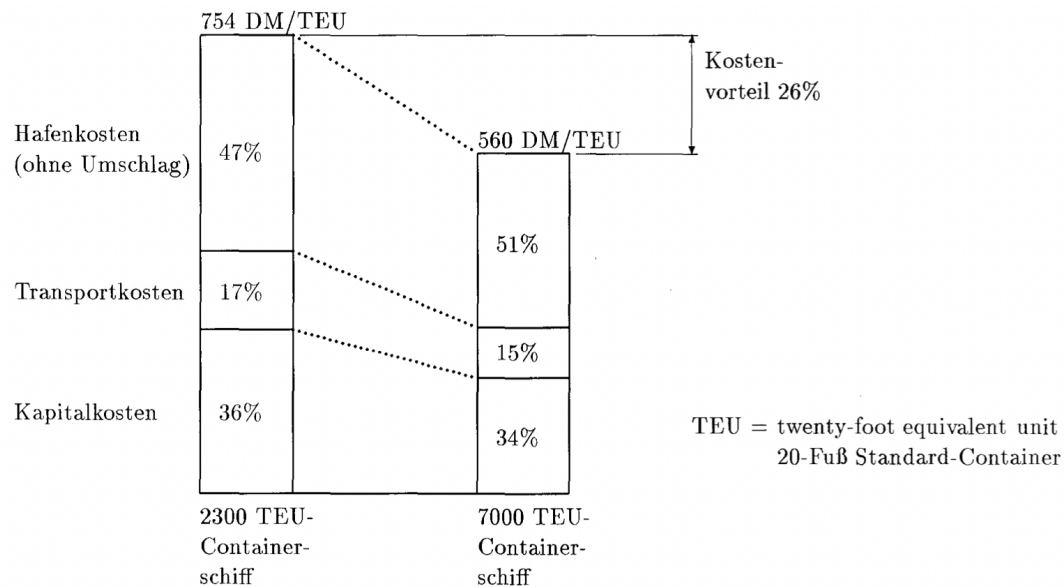 754 DM/TEU
Kosten-
vorteil 26%
560 DM/TEU
Hafenkosten
(ohne Umschlag)
47%
51%
Transportkosten
17%
15%
Kapitalkosten
36%
34%
TEU = twenty-foot equivalent unit
20-Fuß Standard-Container
2300 TEU-
Container-
schiff
7000 TEU-
Container-
schiff